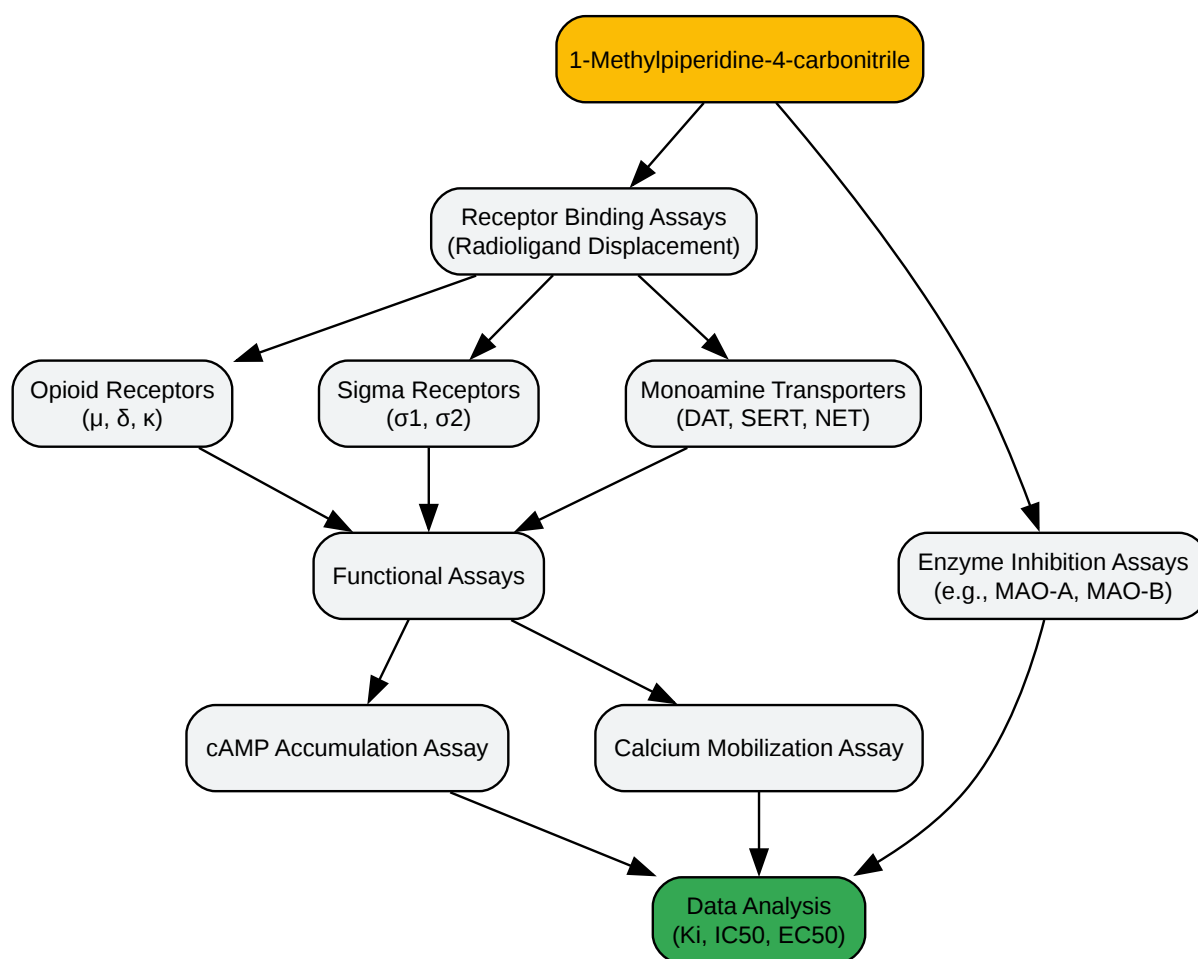 1-Methylpiperidine-4-carbonitrile
Receptor Binding Assays
(Radioligand Displacement)
Opioid Receptors
(μ, δ, κ)
Sigma Receptors
(σ1, σ2)
Monoamine Transporters
(DAT, SERT, NET)
Functional Assays
Enzyme Inhibition Assays
(e.g., MAO-A, MAO-B)
cAMP Accumulation Assay
Calcium Mobilization Assay
Data Analysis
(Ki, IC50, EC50)